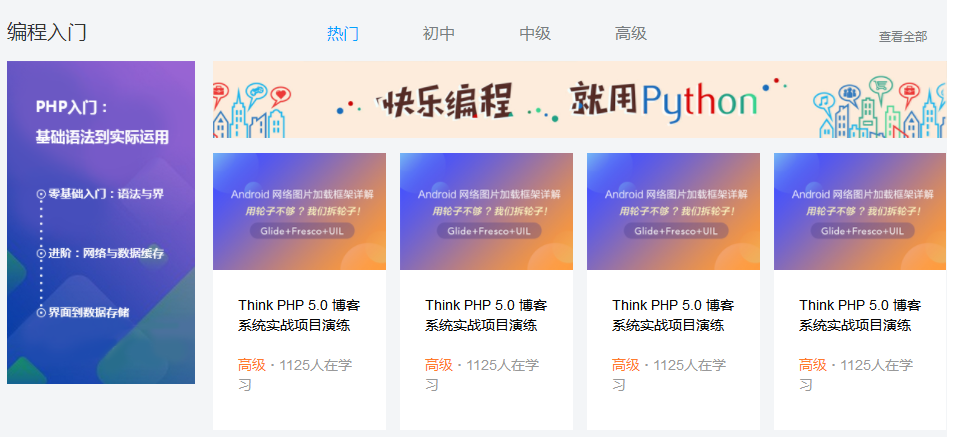 编程入门
热门 初中 中级 高级
查看全部
PHP入门：
基础语法到实际运用
零基础入门：语法与界
进阶：网络与数据缓存
界面到数据存储
快乐编程 就用Python
Android 网络图片加载框架详解
用轮子不够？我们拆轮子！
Glide+Fresco+UIL
Think PHP 5.0 博客
系统实战项目演练
高级 · 1125人在学
习
Android 网络图片加载框架详解
用轮子不够？我们拆轮子！
Glide+Fresco+UIL
Think PHP 5.0 博客
系统实战项目演练
高级 · 1125人在学
习
Android 网络图片加载框架详解
用轮子不够？我们拆轮子！
Glide+Fresco+UIL
Think PHP 5.0 博客
系统实战项目演练
高级 · 1125人在学
习
Android 网络图片加载框架详解
用轮子不够？我们拆轮子！
Glide+Fresco+UIL
Think PHP 5.0 博客
系统实战项目演练
高级 · 1125人在学
习